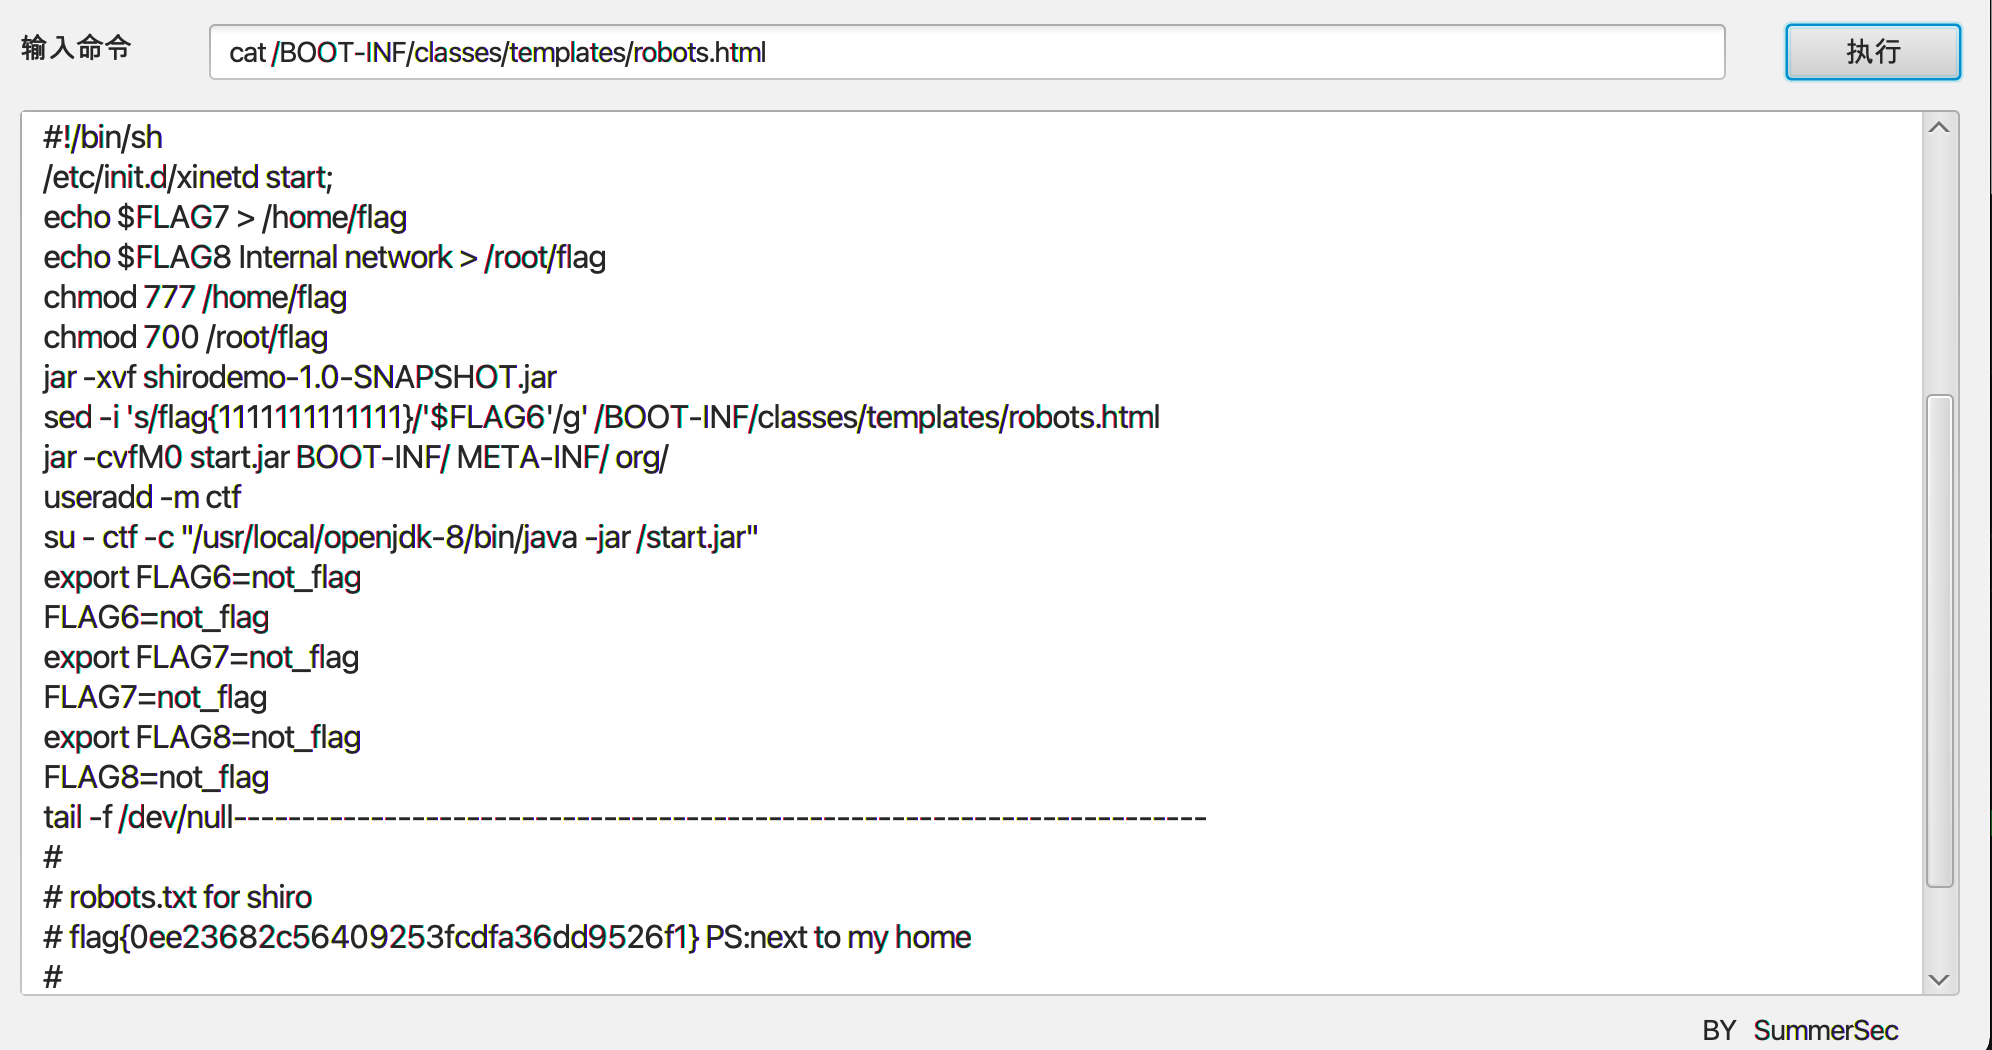 输入命令
cat /BOOT-INF/classes/templates/robots.html
执行
#!/bin/sh
/etc/init.d/xinetd start;
echo $FLAG7 > /home/flag
echo $FLAG8 Internal network > /root/flag
chmod 777 /home/flag
chmod 700 /root/flag
jar -xvf shirodemo-1.0-SNAPSHOT.jar
sed -i 's/flag{1111111111111}/'$FLAG6'/g' /BOOT-INF/classes/templates/robots.html
jar -cvfM0 start.jar BOOT-INF/ META-INF/ org/
useradd -m ctf
su - ctf -c "/usr/local/openjdk-8/bin/java -jar /start.jar"
export FLAG6=not_flag
FLAG6=not_flag
export FLAG7=not_flag
FLAG7=not_flag
export FLAG8=not_flag
FLAG8=not_flag
tail -f /dev/null-----------------------------------------------------------------------
#
# robots.txt for shiro
# flag{0ee23682c56409253fcdfa36dd9526f1} PS:next to my home
#
BY SummerSec